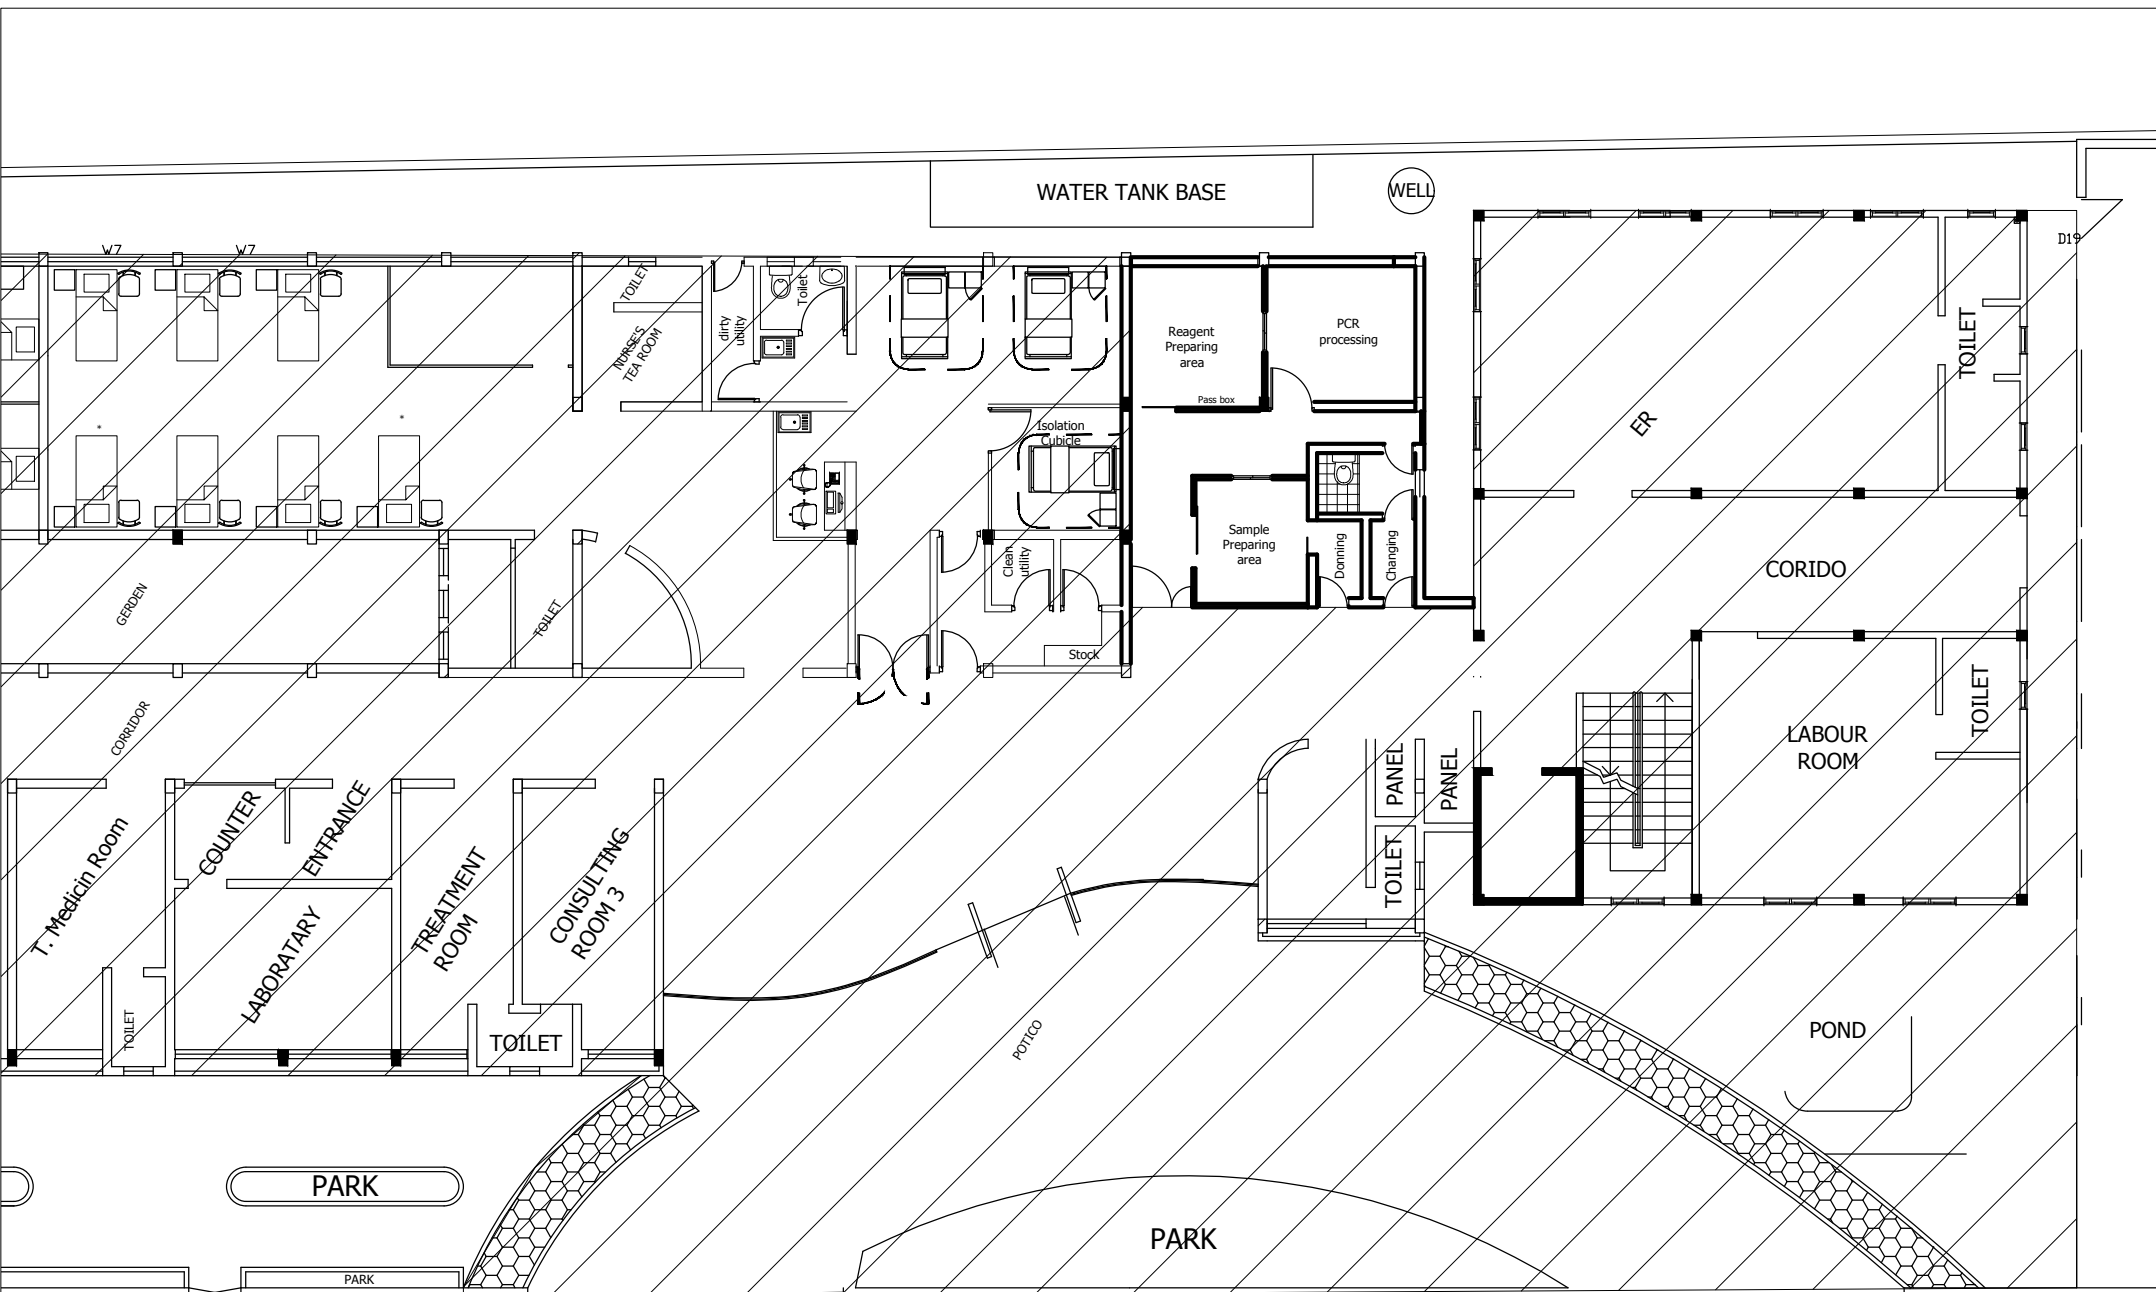 WATER TANK BASE
WELL
W7
W7
D19
TOILET
NURSE'S
TEA ROOM
dirty
utility
Toilet
Reagent
Preparing
area
PCR
processing
Pass box
Isolation
Cubicle
ER
TOILET
Sample
Preparing
area
Donning
Changing
Clean
utility
Stock
CORIDO
GERDEN
TOILET
CORRIDOR
TOILET
LABOUR
ROOM
PANEL
PANEL
TOILET
T. Medicin Room
COUNTER
ENTRANCE
LABORATARY
TREATMENT
ROOM
CONSULTING
ROOM 3
TOILET
TOILET
POTICO
POND
PARK
PARK
PARK